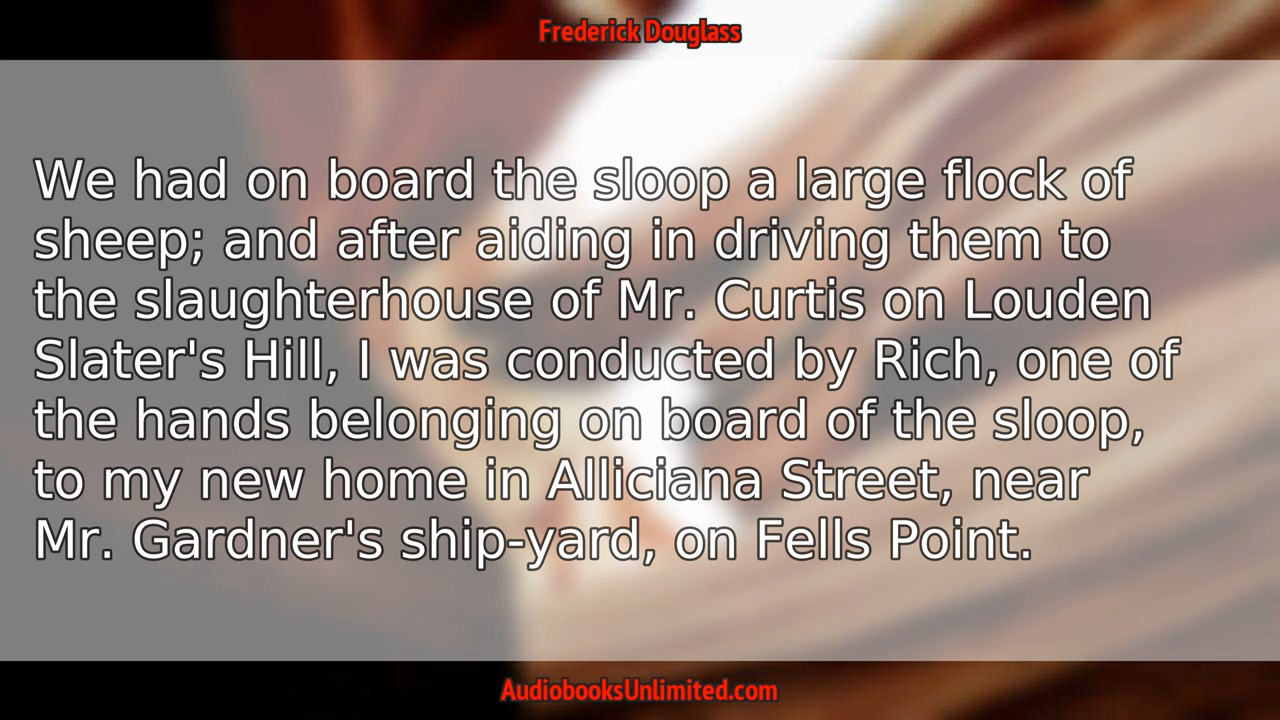 Frederick Douglass
We had on board the sloop a large flock of
sheep; and after aiding in driving them to
the slaughterhouse of Mr. Curtis on Louden
Slater's Hill, I was conducted by Rich, one of
the hands belonging on board of the sloop,
to my new home in Alliciana Street, near
Mr. Gardner's ship-yard, on Fells Point.
AudiobooksUnlimited.com